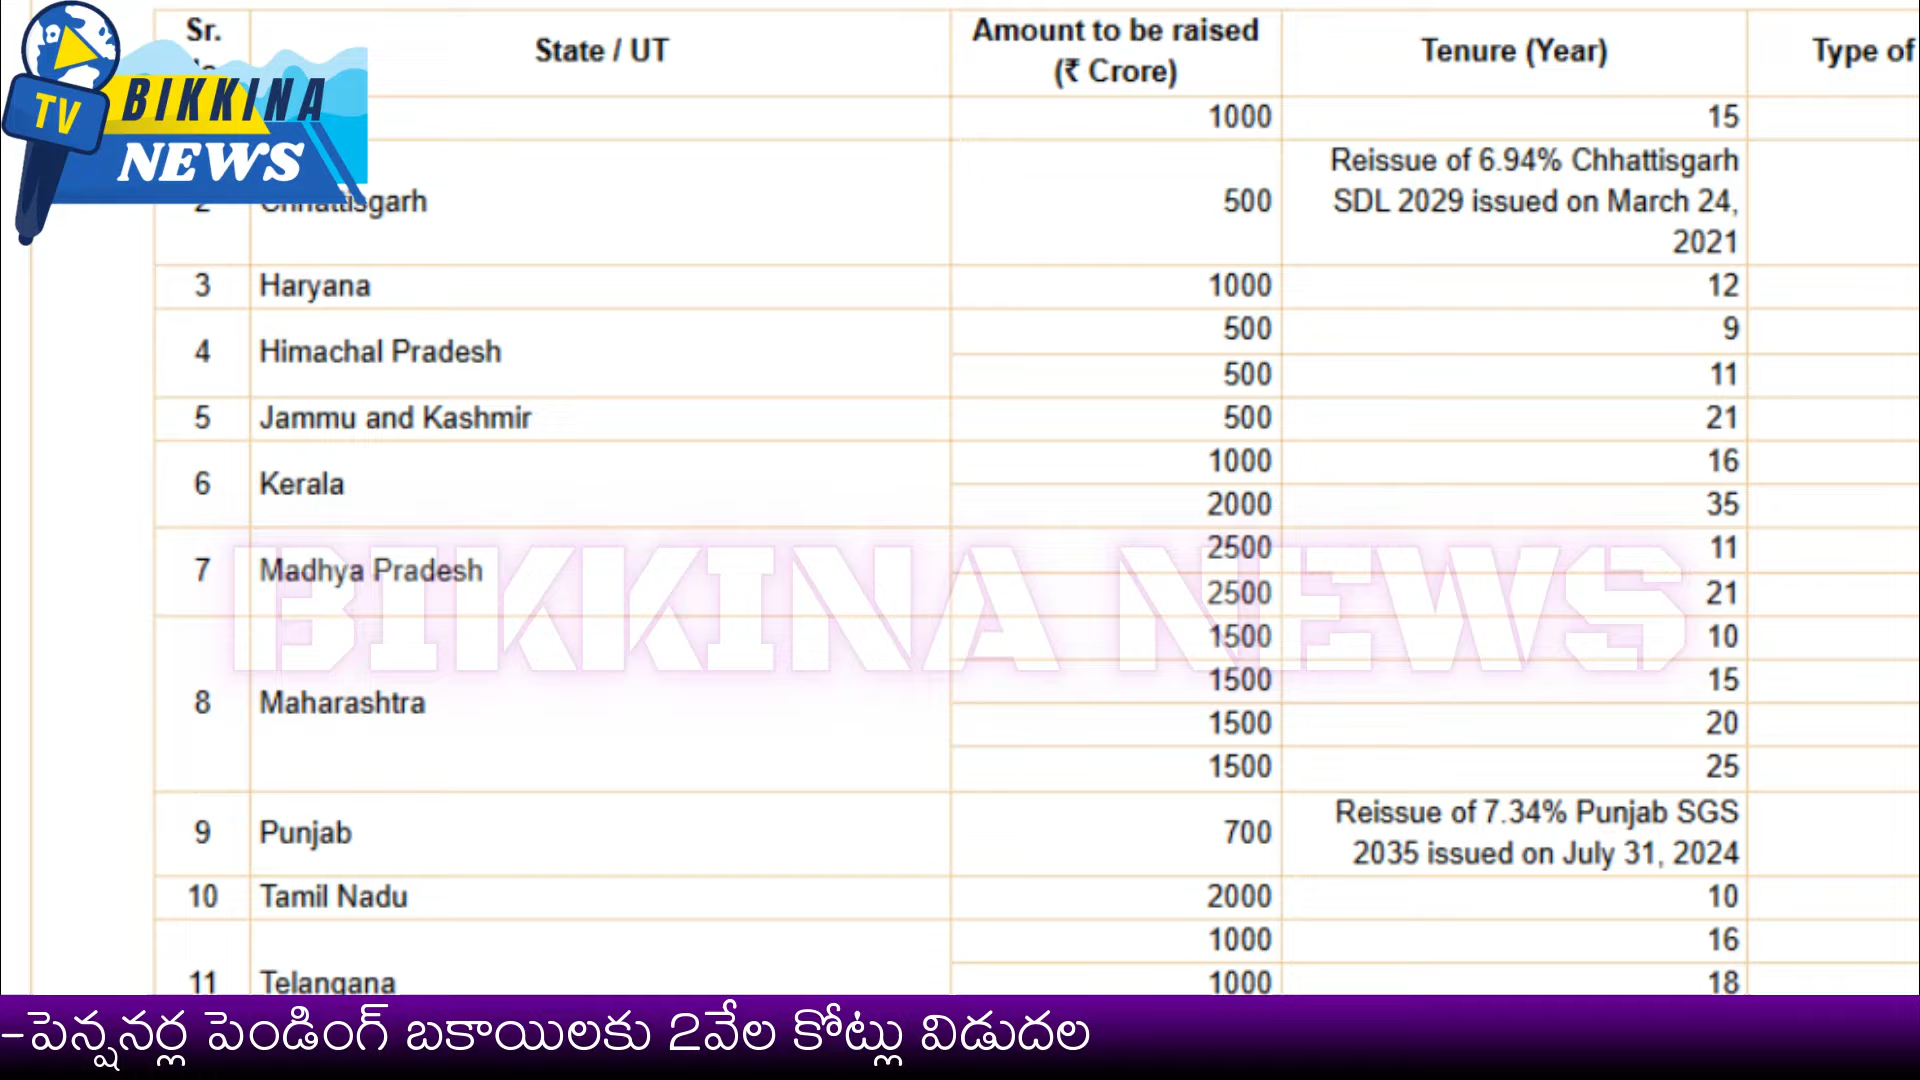 Sr.
State / UT
Amount to be raised
(₹ Crore)
Tenure (Year)
Type of
TV
BIKKINA
NEWS
1000 15
2 Chhattisgarh 500 Reissue of 6.94% Chhattisgarh
SDL 2029 issued on March 24,
2021
3 Haryana 1000 12
4 Himachal Pradesh 500 9
500 11
5 Jammu and Kashmir 500 21
6 Kerala 1000 16
2000 35
7 Madhya Pradesh 2500 11
2500 21
BIKKINA NEWS
8 Maharashtra 1500 10
1500 15
1500 20
1500 25
9 Punjab 700 Reissue of 7.34% Punjab SGS
2035 issued on July 31, 2024
10 Tamil Nadu 2000 10
11 Telangana 1000 16
1000 18
-పెన్షనర్ల పెండింగ్ బకాయిలకు 2వేల కోట్లు విడుదల